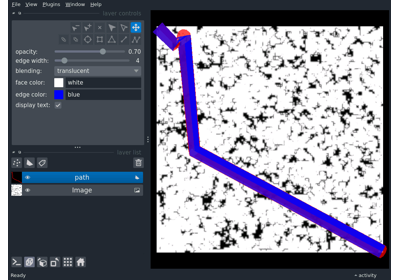 File View Plugins Window Help
layer controls
opacity: 0.70
edge width: 4
blending: translucent
face color: white
edge color: blue
display text:
layer list
path
Image
Ready
activity